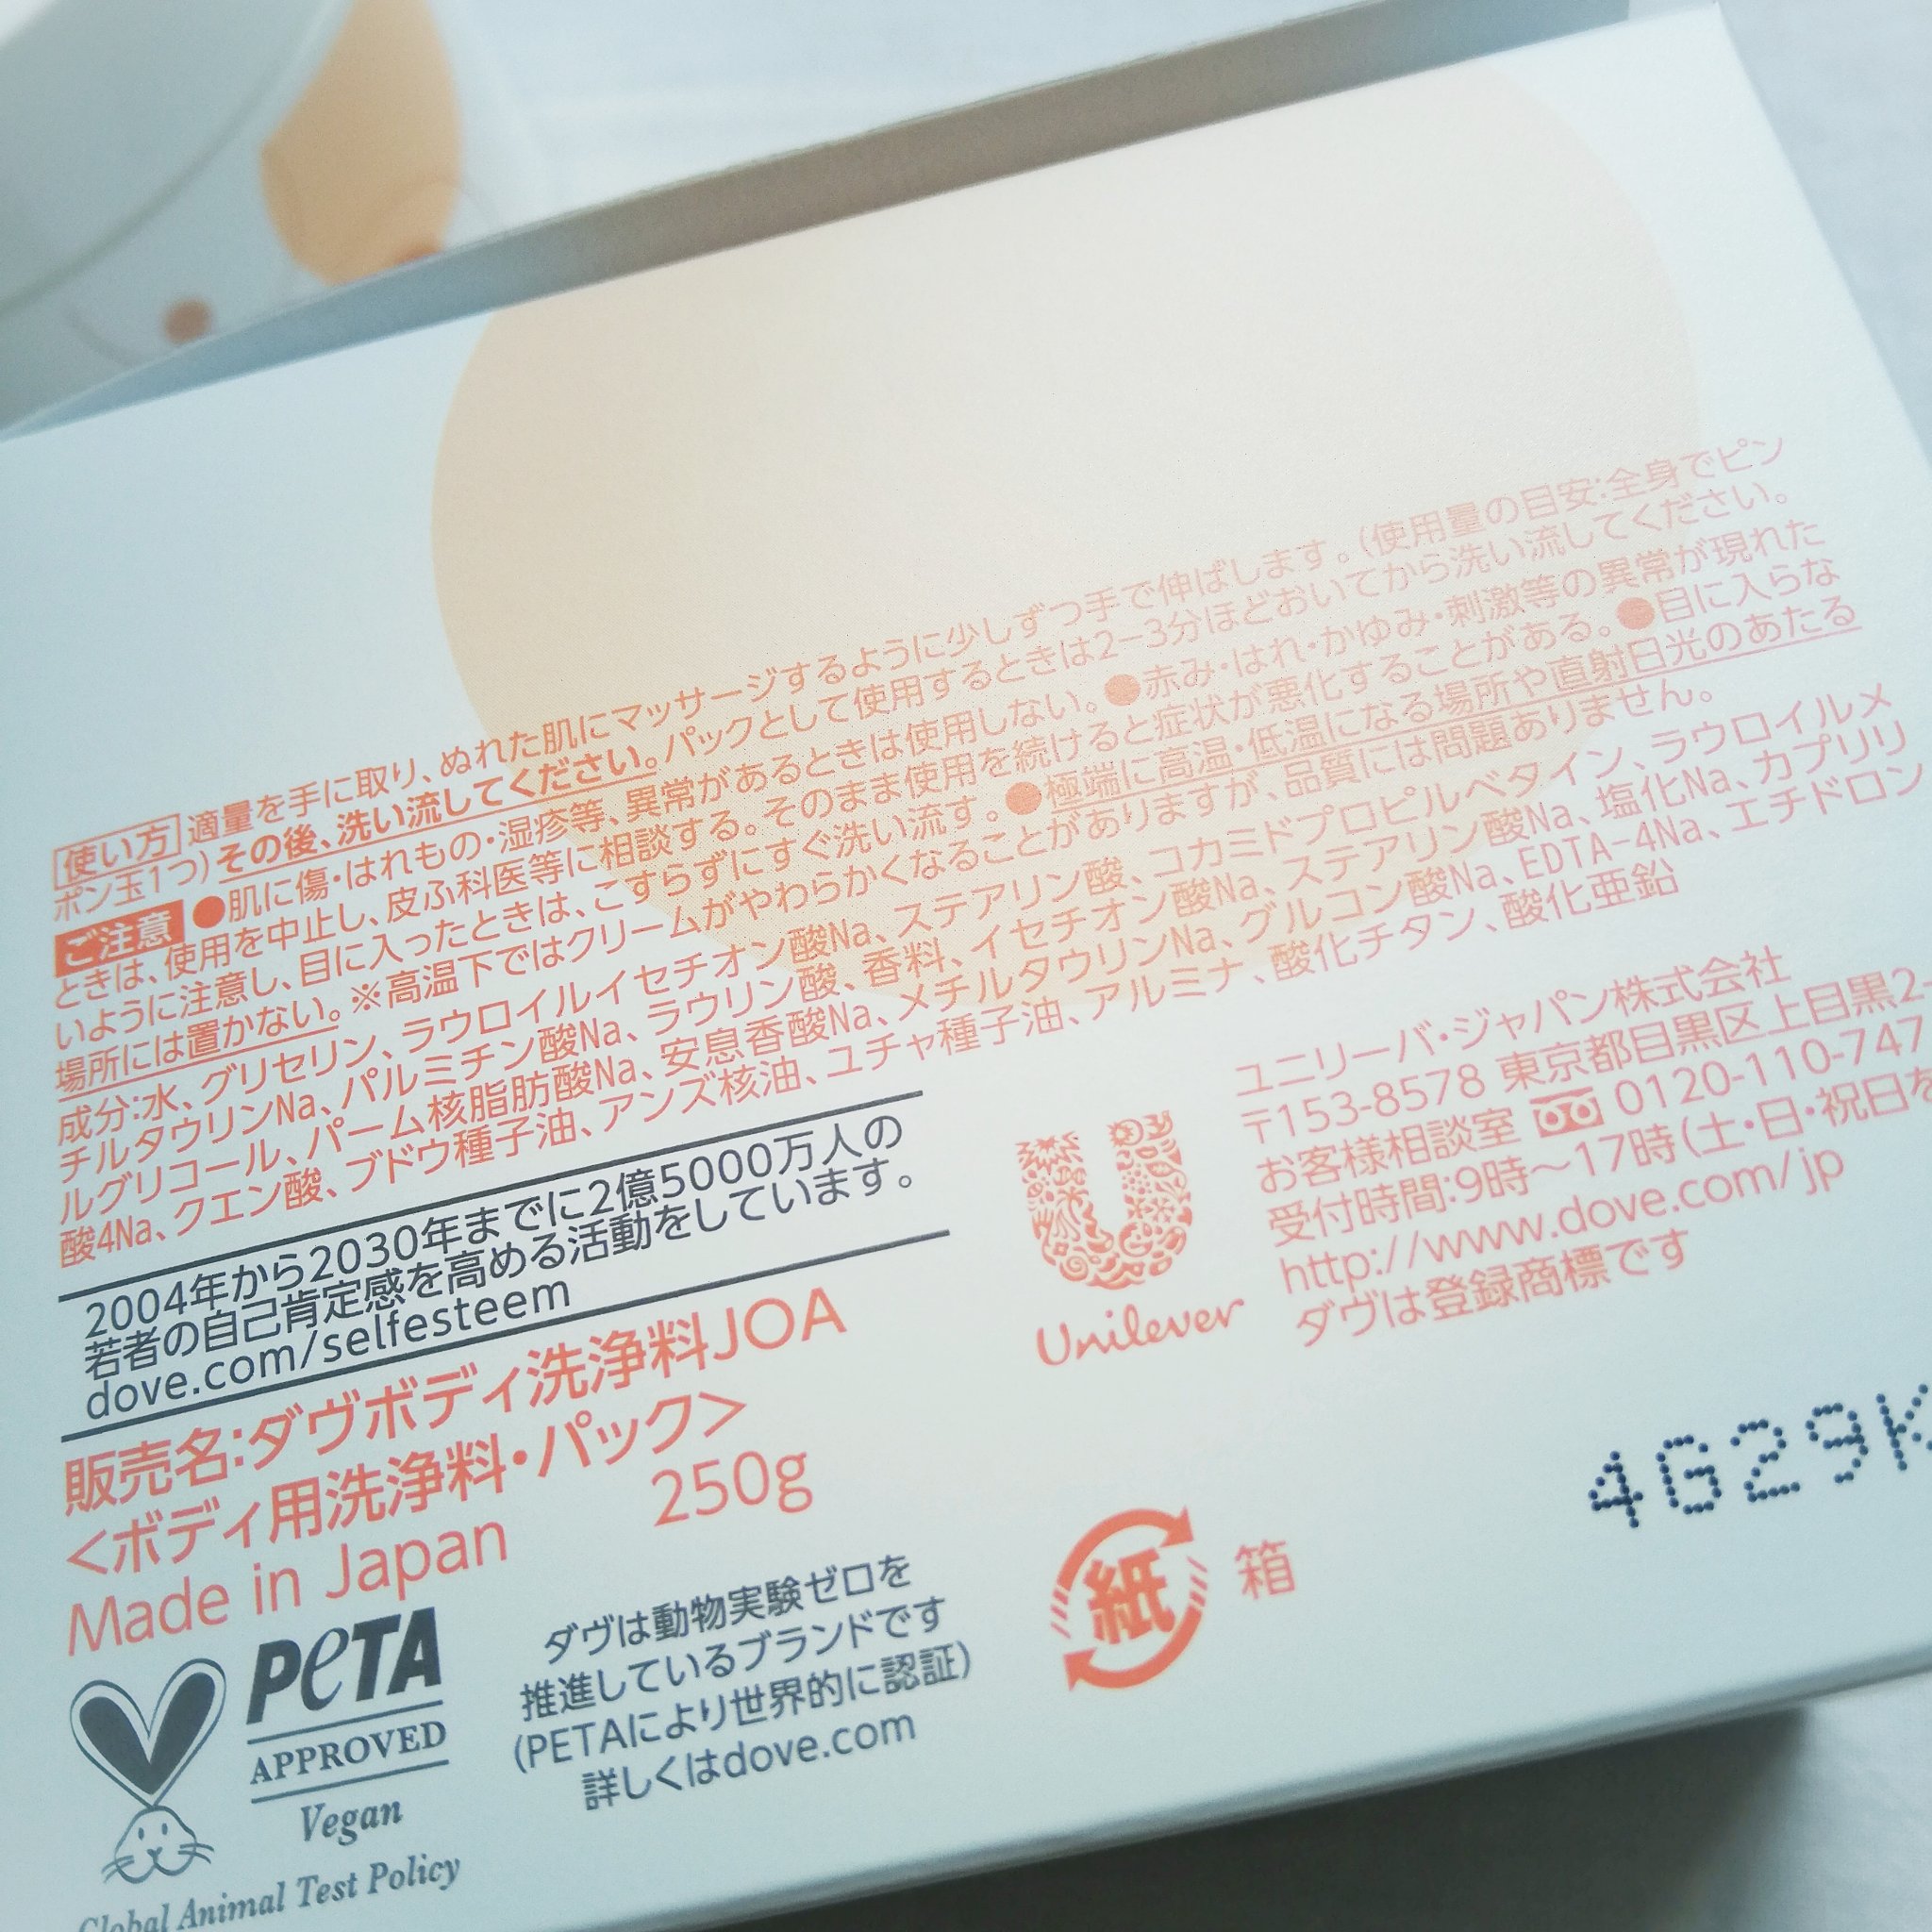 使い方 適量を手に取り、ぬれた肌にマッサージするように少しずつ手で伸ばします。(使用量の目安:全身でピン
ポン玉1つ)その後、洗い流してください。パックとして使用するときは2−3分ほどおいてから洗い流してください。
ご注意 ●肌に傷・はれもの・湿疹等、異常があるときは使用しない。●赤み・はれ・かゆみ・刺激等の異常が現れた
ときは、使用を中止し、皮ふ科医等に相談する。そのまま使用を続けると症状が悪化することがある。●目に入らな
いように注意し、目に入ったときは、こすらずにすぐ洗い流す。●極端に高温・低温になる場所や直射日光のあたる
場所には置かない。※高温下ではクリームがやわらかくなることがありますが、品質には問題ありません。
成分:水、グリセリン、ラウロイルイセチオン酸Na、ステアリン酸、コカミドプロピルベタイン、ラウロイルメ
チルタウリンNa、パルミチン酸Na、ラウリン酸、香料、イセチオン酸Na、ステアリン酸Na、塩化Na、カプリリ
ルグリコール、パーム核脂肪酸Na、安息香酸Na、メチルタウリンNa、グルコン酸Na、EDTA−4Na、エチドロン
酸4Na、クエン酸、ブドウ種子油、アンズ核油、ユチャ種子油、アルミナ、酸化チタン、酸化亜鉛
2004年から2030年までに2億5000万人の
若者の自己肯定感を高める活動をしています。
dove.com/selfesteem
販売名:ダヴボディ洗浄料JOA
<ボディ用洗浄料・パック>
250g
Made in Japan
PETA
APPROVED
Vegan
Global Animal Test Policy
ダヴは動物実験ゼロを
推進しているブランドです
(PETAにより世界的に認証)
詳しくはdove.com
Unilever
ユニリーバ・ジャパン株式会社
〒153-8578 東京都目黒区上目黒2-
お客様相談室 0120-110-747
受付時間:9時〜17時(土・日・祝日を
http://www.dove.com/jp
ダヴは登録商標です
紙 箱
4G29K